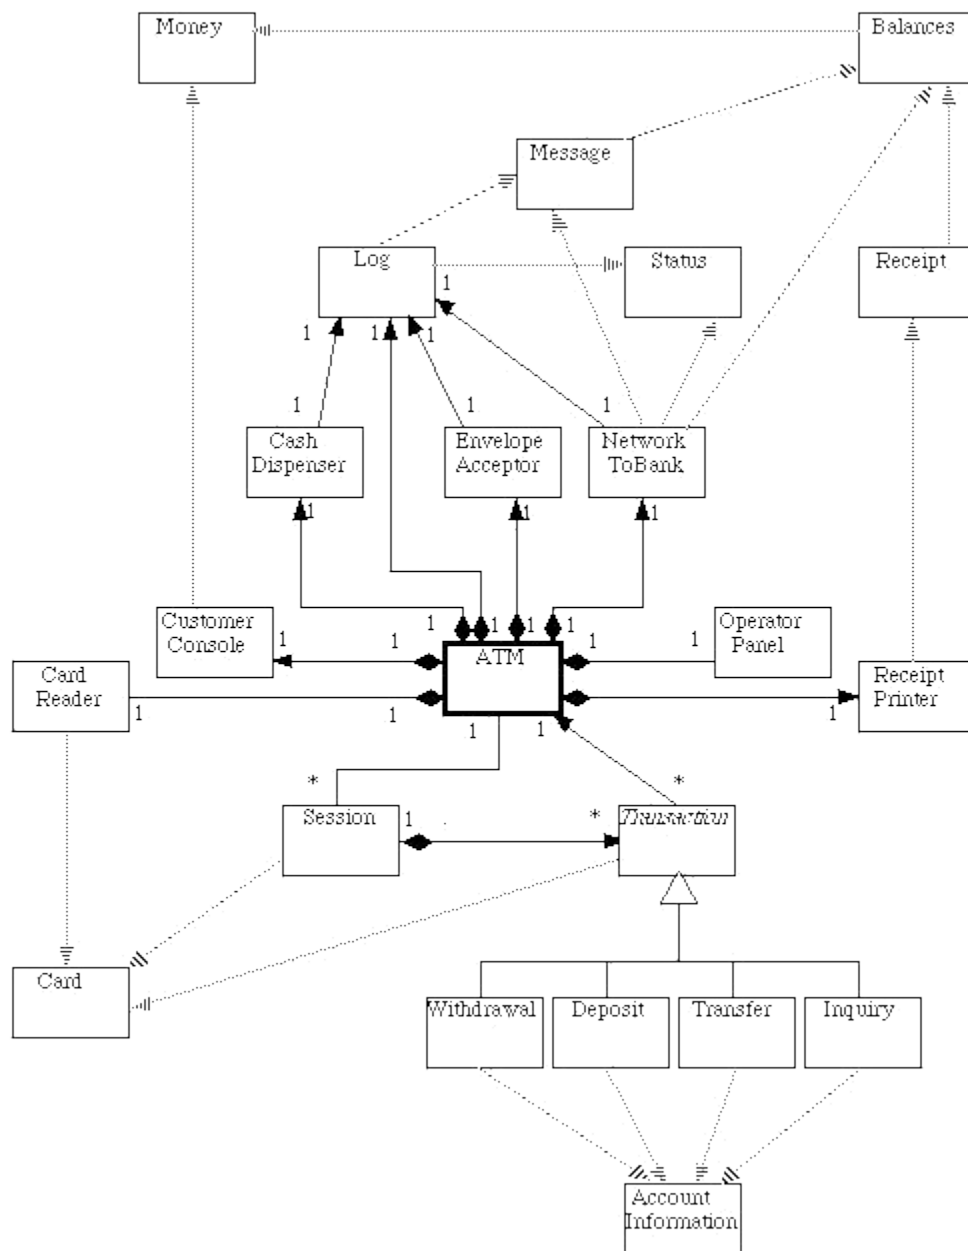 Money
Balances
Message
Log
Status
Receipt
1
1
1
1
1
1
1
Cash
Dispenser
Envelope
Acceptor
Network
ToBank
1
1
1
Customer
Console
1
1
1
1
1
1
1
1
Operator
Panel
ATM
Card
Reader
1
1
1
Receipt
Printer
1
1
*
*
Session
1
*
Transaction
Card
Withdrawal
Deposit
Transfer
Inquiry
Account
Information